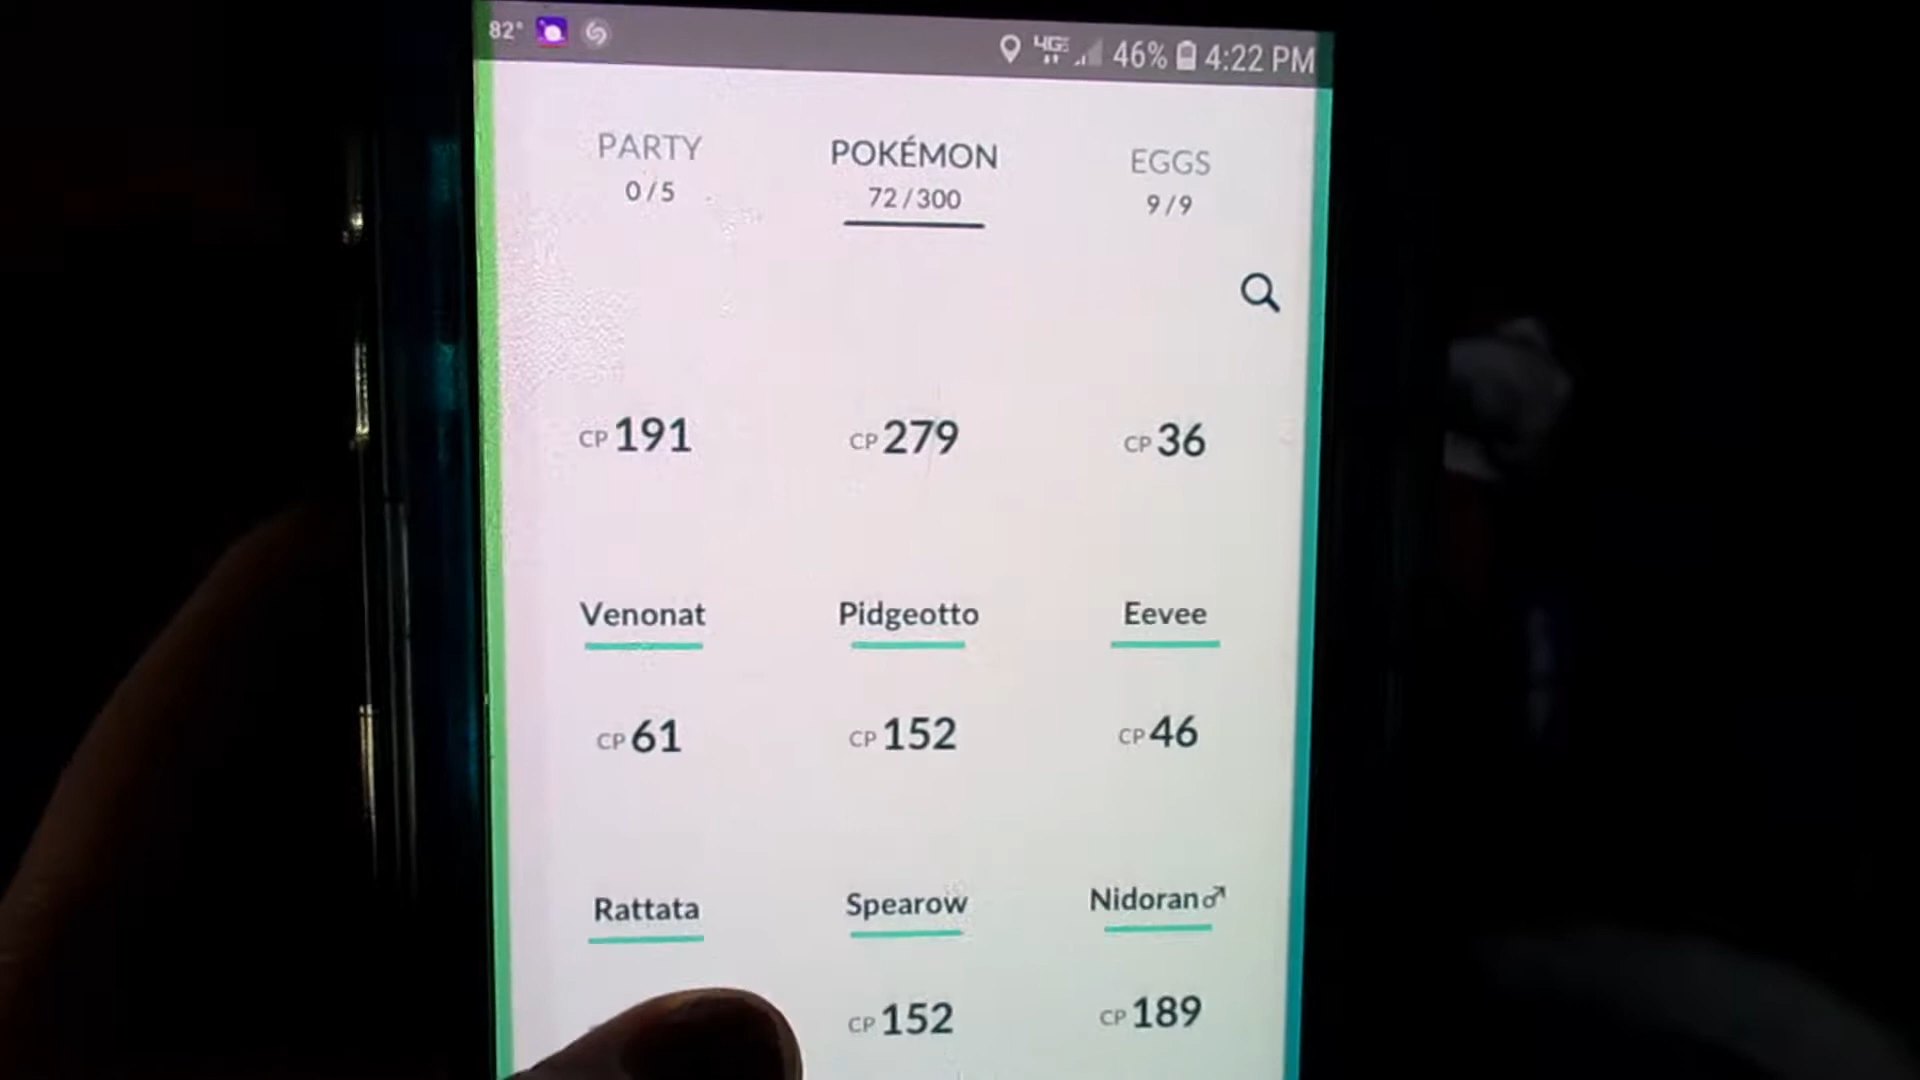 82° 4G 46% 4:22 PM
PARTY POKÉMON EGGS
0/5 72/300 9/9
CP 191 CP 279 CP 36
Venonat Pidgeotto Eevee
CP 61 CP 152 CP 46
Rattata Spearow Nidoran♂
CP 152 CP 189